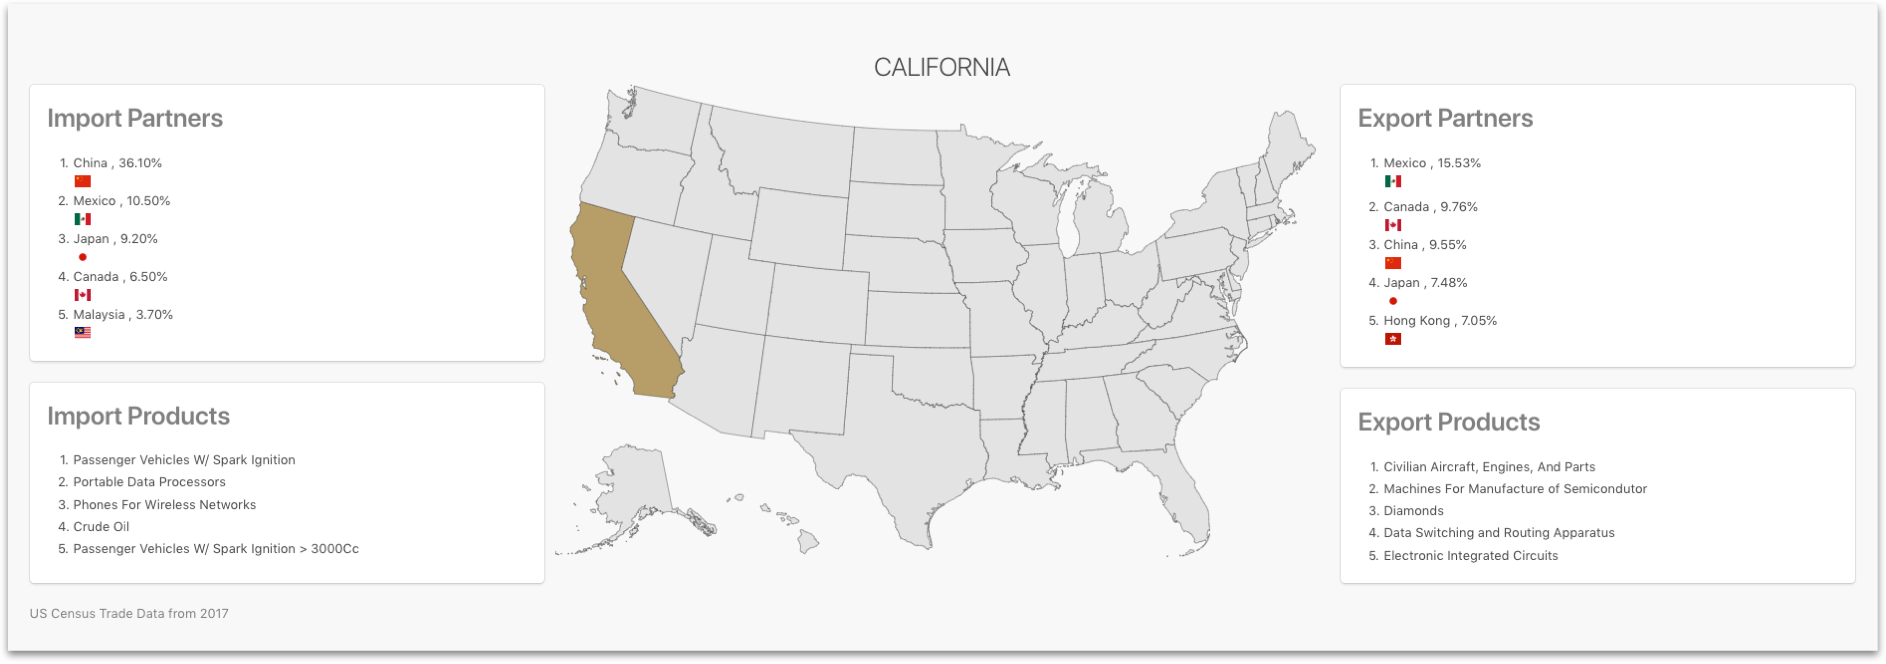 CALIFORNIA
Import Partners
1. China , 36.10%
2. Mexico , 10.50%
3. Japan , 9.20%
4. Canada , 6.50%
5. Malaysia , 3.70%
Import Products
1. Passenger Vehicles W/ Spark Ignition
2. Portable Data Processors
3. Phones For Wireless Networks
4. Crude Oil
5. Passenger Vehicles W/ Spark Ignition > 3000Cc
US Census Trade Data from 2017
Export Partners
1. Mexico , 15.53%
2. Canada , 9.76%
3. China , 9.55%
4. Japan , 7.48%
5. Hong Kong , 7.05%
Export Products
1. Civilian Aircraft, Engines, And Parts
2. Machines For Manufacture of Semicondutor
3. Diamonds
4. Data Switching and Routing Apparatus
5. Electronic Integrated Circuits